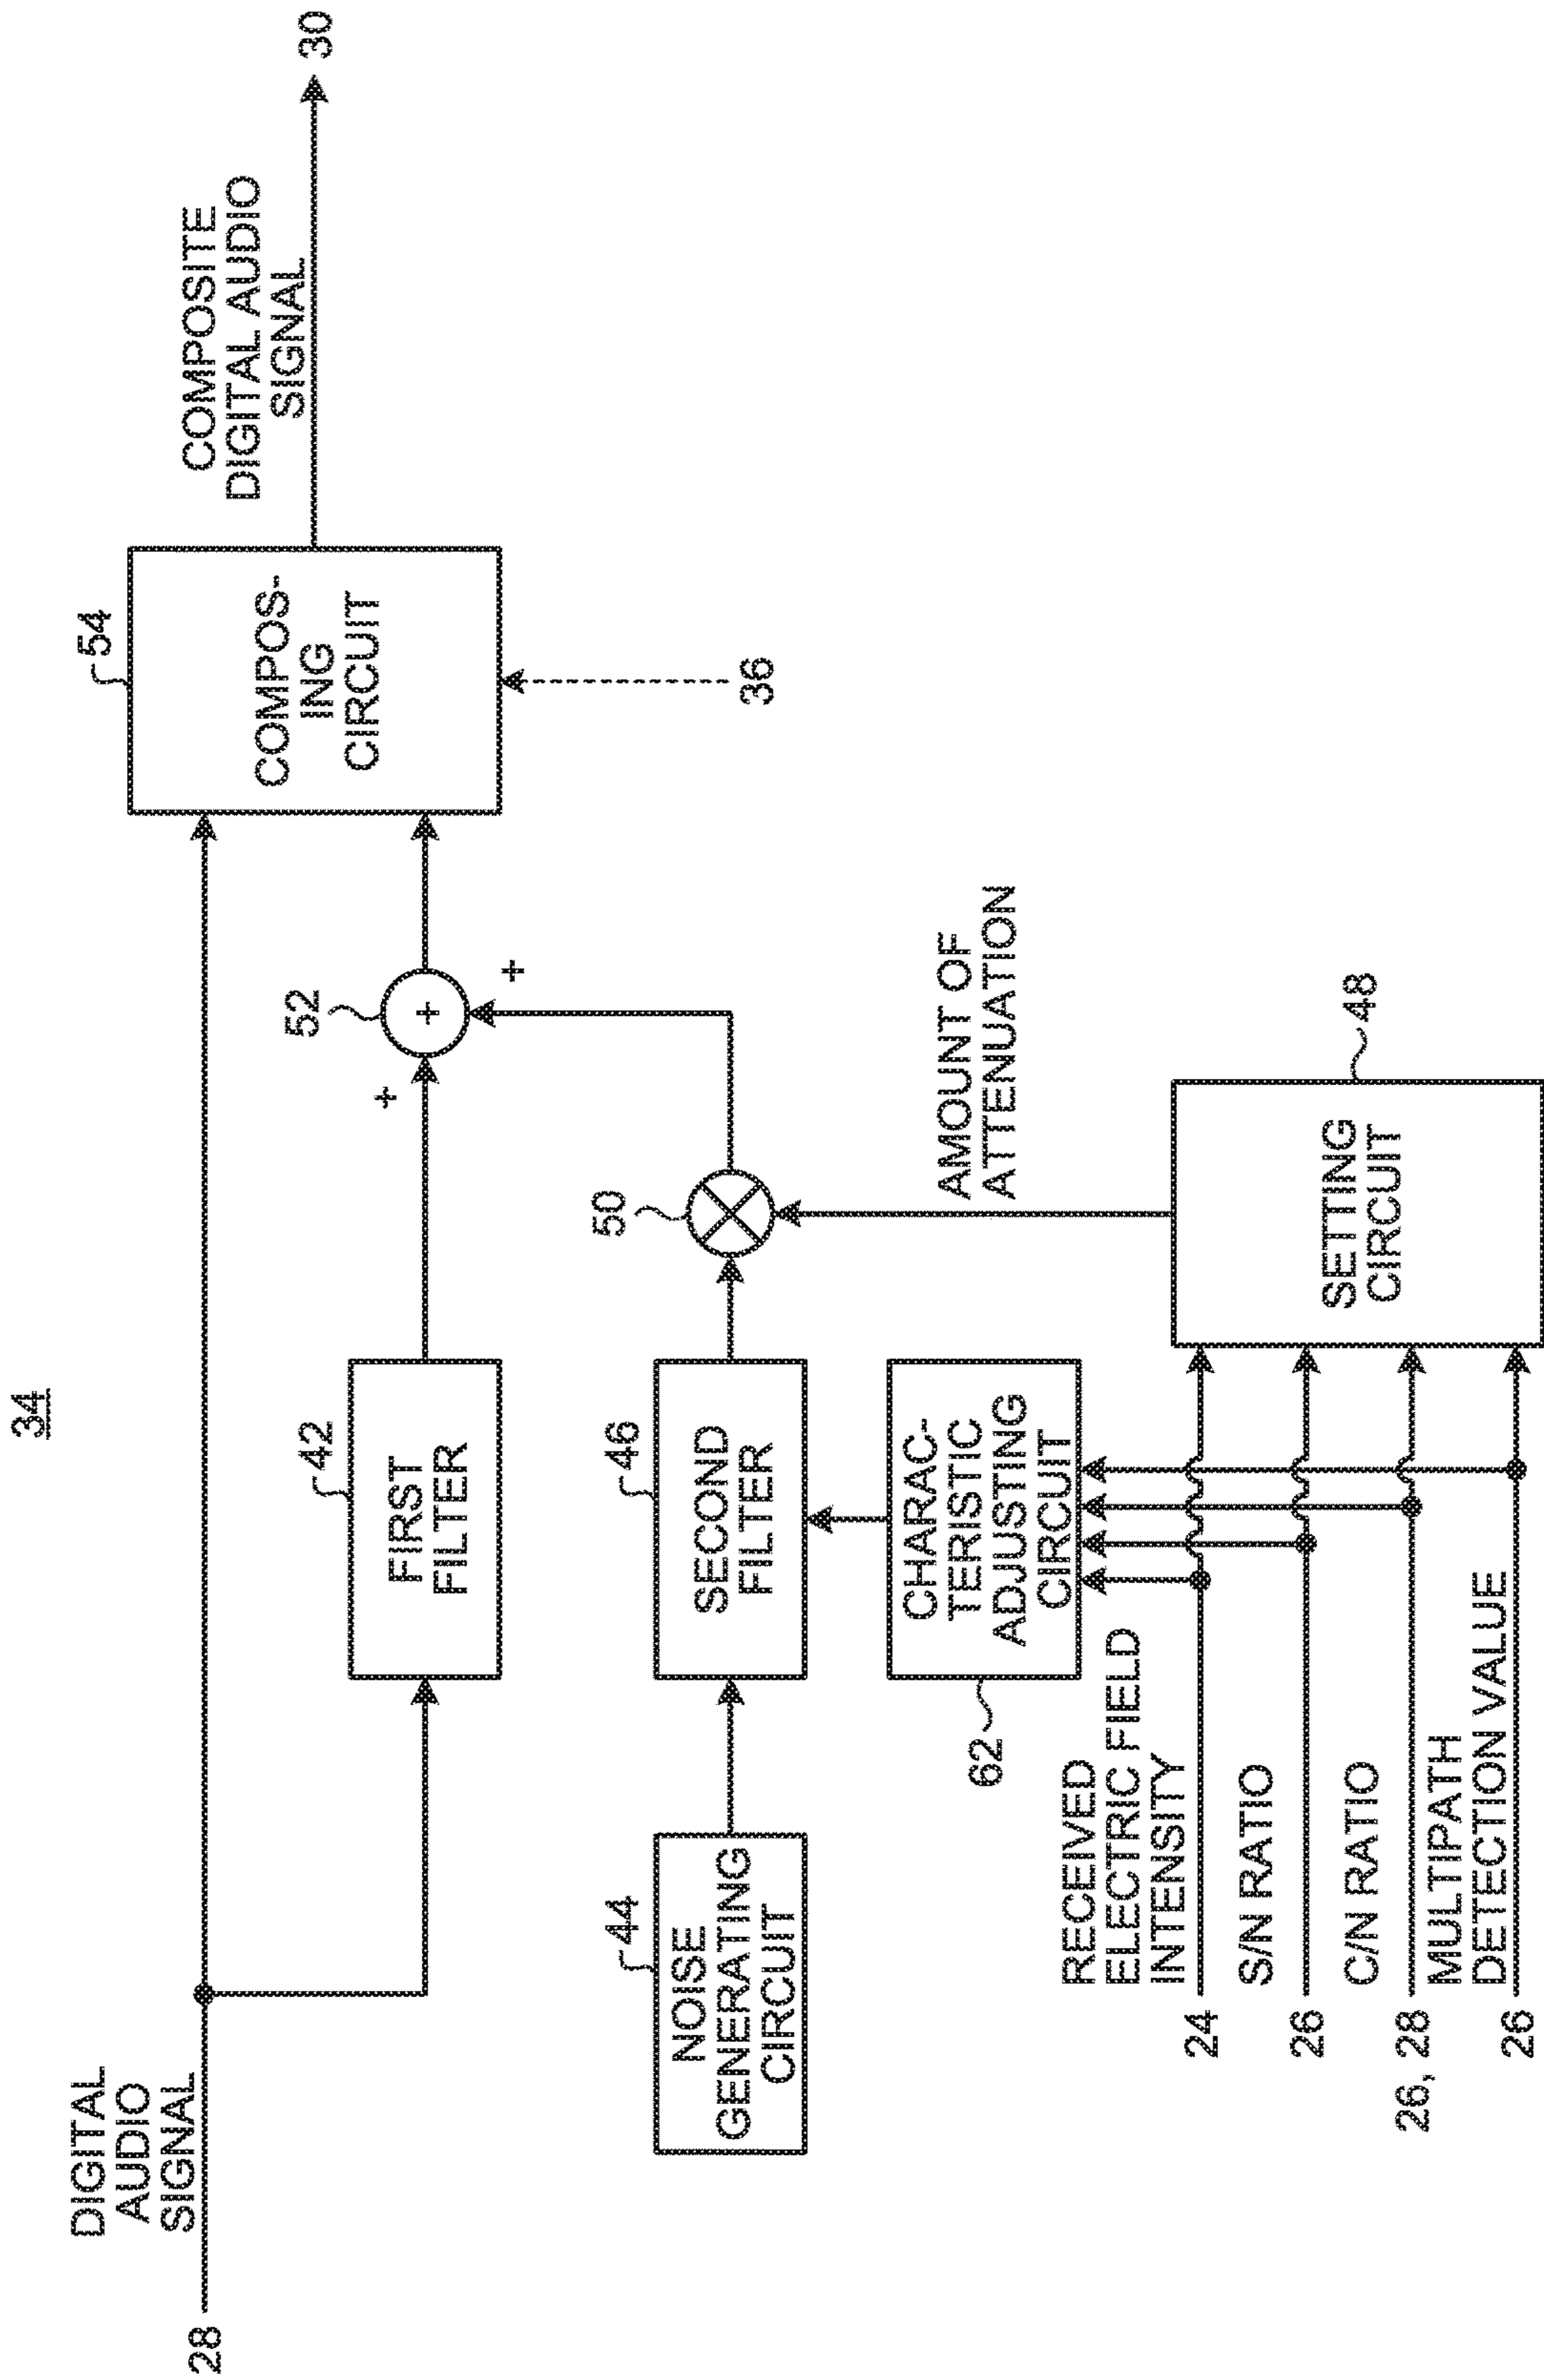 34
DIGITAL
AUDIO
SIGNAL
28
COMPOSITE
DIGITAL AUDIO
SIGNAL
30
54
COMPOS-
ING
CIRCUIT
36
52
+
+
+
42
FIRST
FILTER
44
NOISE
GENERATING
CIRCUIT
46
SECOND
FILTER
50
AMOUNT OF
ATTENUATION
62
CHARAC-
TERISTIC
ADJUSTING
CIRCUIT
48
SETTING
CIRCUIT
RECEIVED
ELECTRIC FIELD
INTENSITY
24
S/N RATIO
26
C/N RATIO
26, 28
MULTIPATH
DETECTION VALUE
26